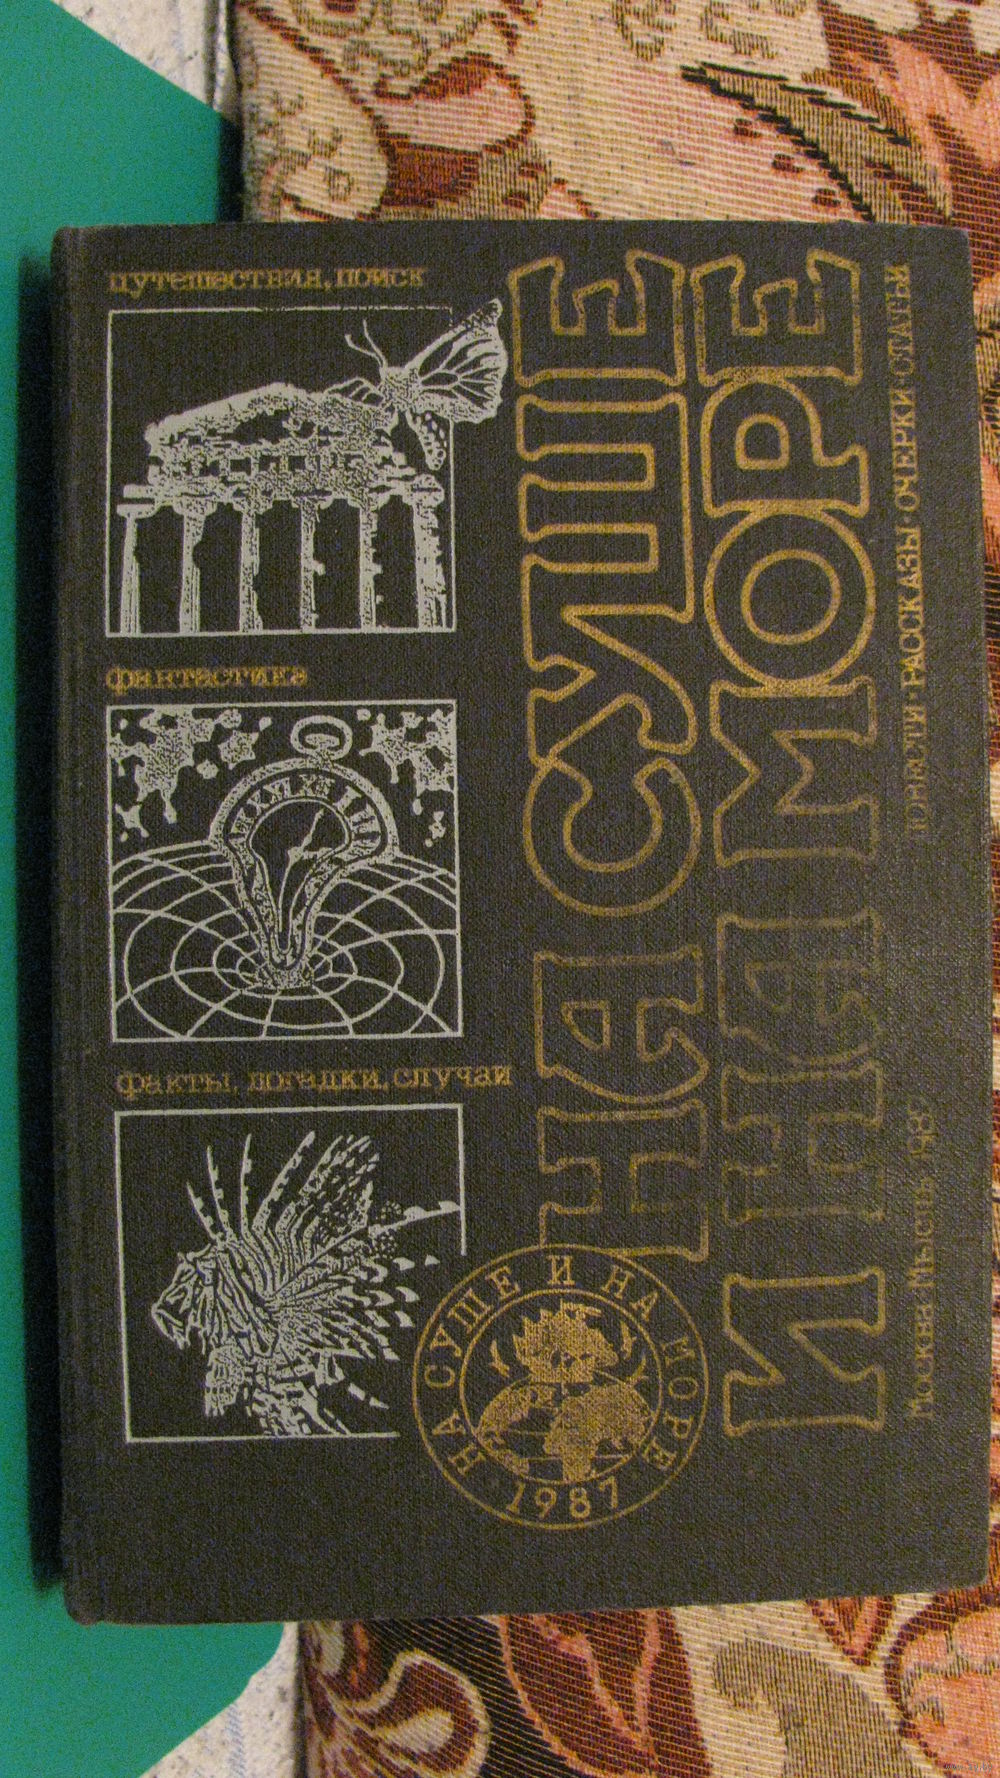 путешествия, поиск
фантастика
факты, догадки, случаи
НА СУШЕ
И НА МОРЕ
ПОВЕСТИ·РАССКАЗЫ·ОЧЕРКИ·СТАТЬИ
Москва Мысль 1987
· НА СУШЕ И НА МОРЕ ·
1987